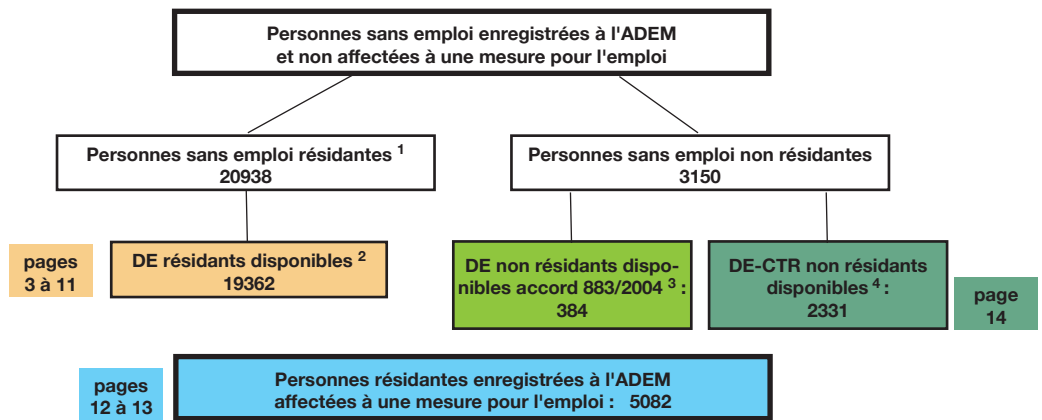 Personnes sans emploi enregistrées à l'ADEM
et non affectées à une mesure pour l'emploi
Personnes sans emploi résidantes 1
20938
Personnes sans emploi non résidantes
3150
pages
3 à 11
DE résidants disponibles 2
19362
DE non résidants dispo-
nibles accord 883/2004 3 :
384
DE-CTR non résidants
disponibles 4 :
2331
page
14
pages
12 à 13
Personnes résidantes enregistrées à l'ADEM
affectées à une mesure pour l'emploi : 5082